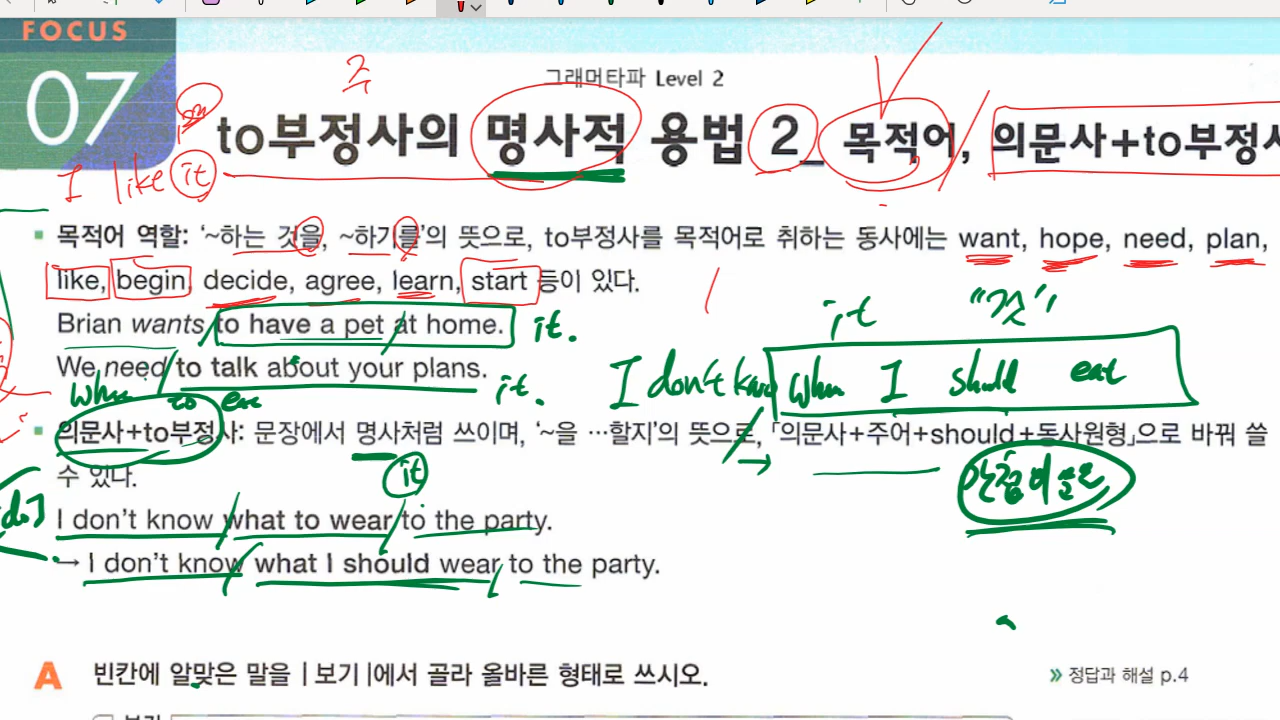 FOCUS
07
그래머타파 Level 2
to부정사의 명사적 용법 2_ 목적어, 의문사+to부정사
I like it
목적어 역할: '~하는 것을, ~하기를'의 뜻으로, to부정사를 목적어로 취하는 동사에는 want, hope, need, plan,
like, begin, decide, agree, learn, start 등이 있다.
it "것"
Brian wants to have a pet at home. it.
We need to talk about your plans. it.
I don't know when I should eat
when to eat
의문사+to부정사: 문장에서 명사처럼 쓰이며, '~을 …할지'의 뜻으로, 「의문사+주어+should+동사원형」으로 바꿔 쓸
수 있다.
it
간접의문문
I don't know what to wear to the party.
→ I don't know what I should wear to the party.
A 빈칸에 알맞은 말을 | 보기 |에서 골라 올바른 형태로 쓰시오.
» 정답과 해설 p.4